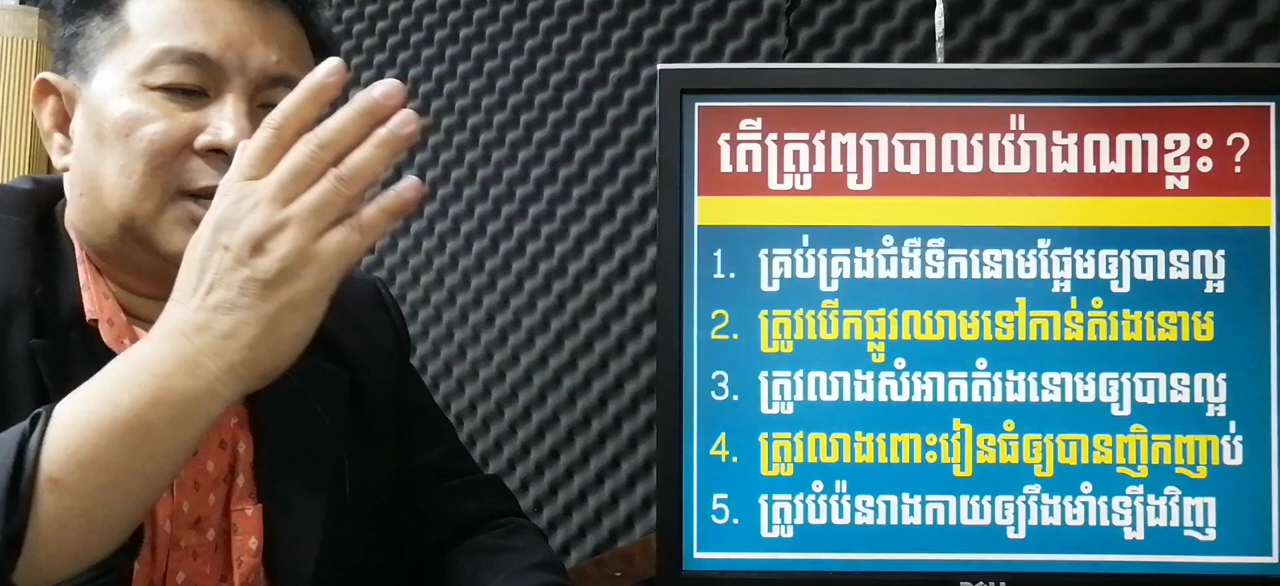 តើត្រូវព្យាបាលយ៉ាងណាខ្លះ ?
1. គ្រប់គ្រងជំងឺទឹកនោមផ្អែមឲ្យបានល្អ
2. ត្រូវបើកផ្លូវឈាមទៅកាន់តំរងនោម
3. ត្រូវលាងសំអាតតំរងនោមឲ្យបានល្អ
4. ត្រូវលាងពោះវៀនធំឲ្យបានញឹកញាប់
5. ត្រូវបំប៉នរាងកាយឲ្យរឹងមាំឡើងវិញ